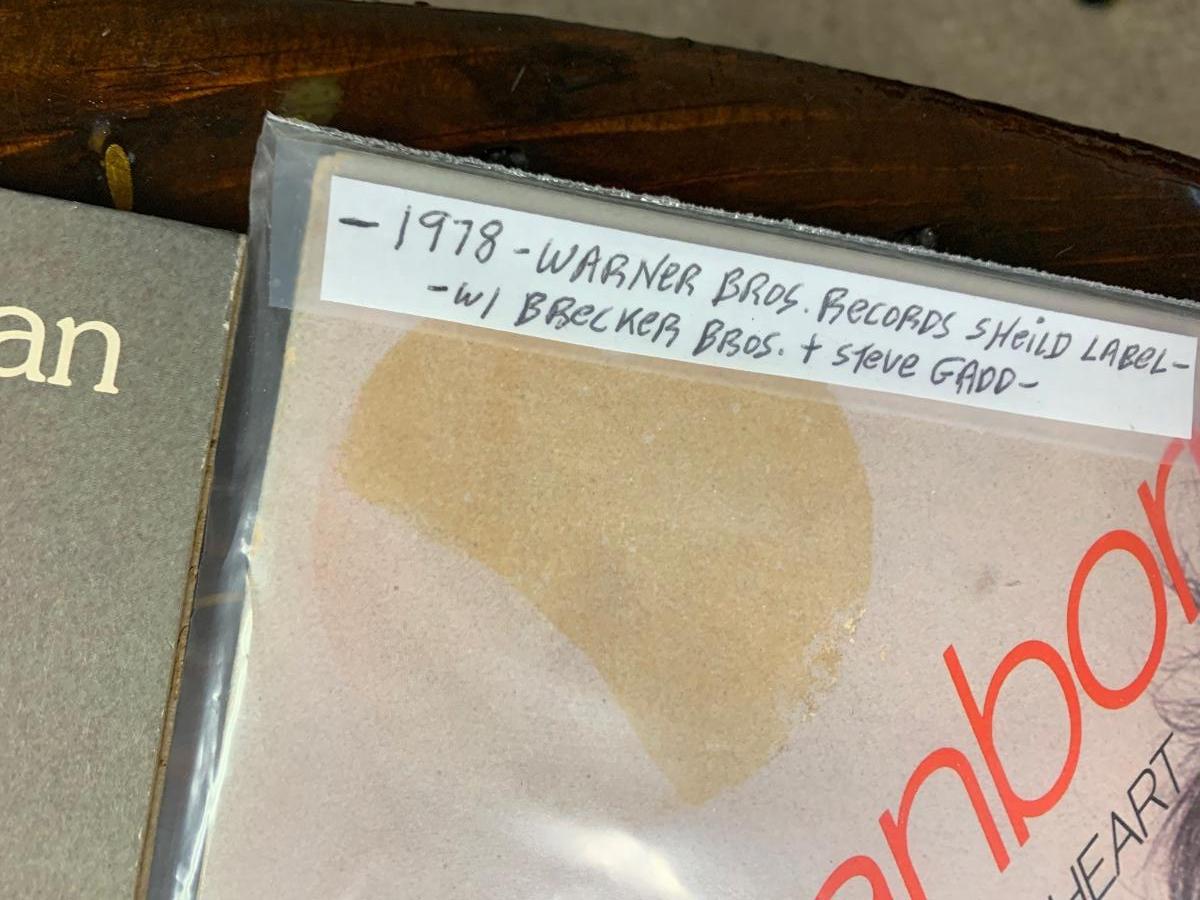 - 1978 - WARNER BROS. RECORDS SHEILD LABEL-
-W/ BRECKER BROS. + STEVE GADD-
an
anbor
HEART